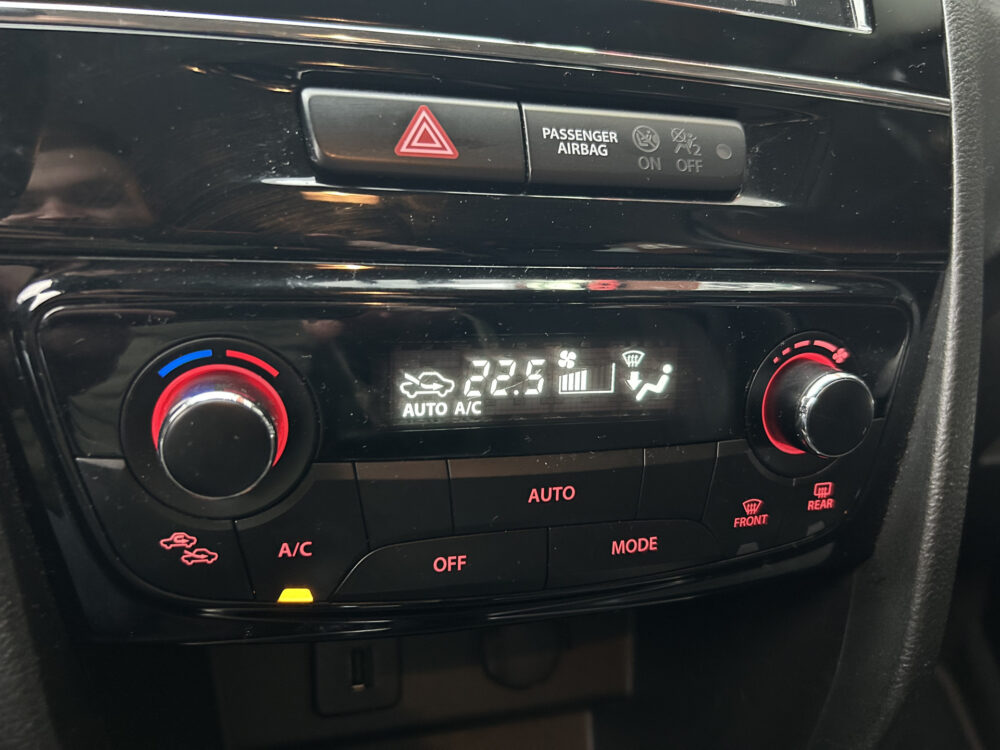 PASSENGER
AIRBAG
ON
OFF
22.5
AUTO A/C
AUTO
A/C
OFF
MODE
FRONT
REAR